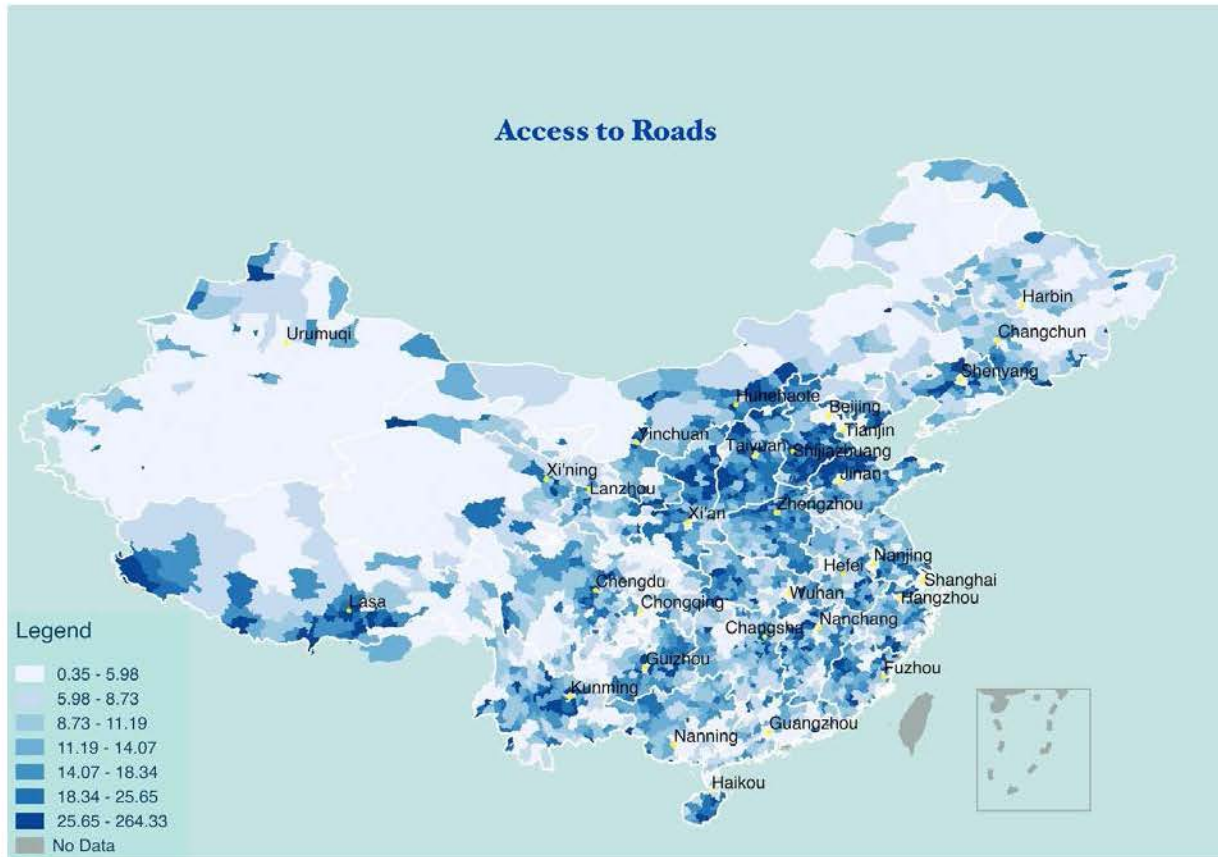 Access to Roads
Harbin
Changchun
Urumuqi
Shenyang
Huhehaote
Beijing
Tianjin
Yinchuan
Taiyuan
Shijiazhuang
Xi'ning
Jinan
Lanzhou
Zhengzhou
Xi'an
Nanjing
Hefei
Shanghai
Chengdu
Wuhan
Hangzhou
Lasa
Chongqing
Nanchang
Changsha
Guizhou
Fuzhou
Kunming
Guangzhou
Nanning
Haikou
Legend
0.35 - 5.98
5.98 - 8.73
8.73 - 11.19
11.19 - 14.07
14.07 - 18.34
18.34 - 25.65
25.65 - 264.33
No Data